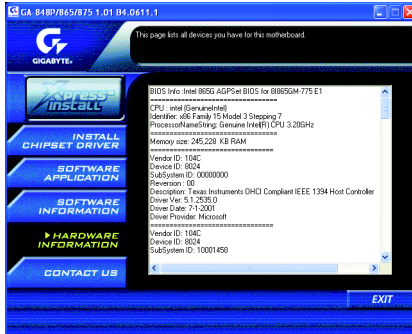 GA-848P/865/875 1.01 B4.0611.1
This page lists all devices you have for this motherboard.
GIGABYTE
Xpress
Install
INSTALL
CHIPSET DRIVER
SOFTWARE
APPLICATION
SOFTWARE
INFORMATION
HARDWARE
INFORMATION
CONTACT US
BIOS Info :Intel 865G AGPSet BIOS for 8I865GM-775 E1
==================================
CPU : intel (GenuineIntel)
Identifier: x86 Family 15 Model 3 Stepping 7
ProcessorNameString: Genuine Intel(R) CPU 3.20GHz
==================================
Memory size: 245,228 KB RAM
==================================
Vendor ID: 104C
Device ID: 8024
SubSystem ID: 00000000
Reversion : 00
Description: Texas Instruments OHCI Compliant IEEE 1394 Host Controller
Driver Ver: 5.1.2535.0
Driver Date: 7-1-2001
Driver Provider: Microsoft
==================================
Vendor ID: 104C
Device ID: 8024
SubSystem ID: 10001458
EXIT